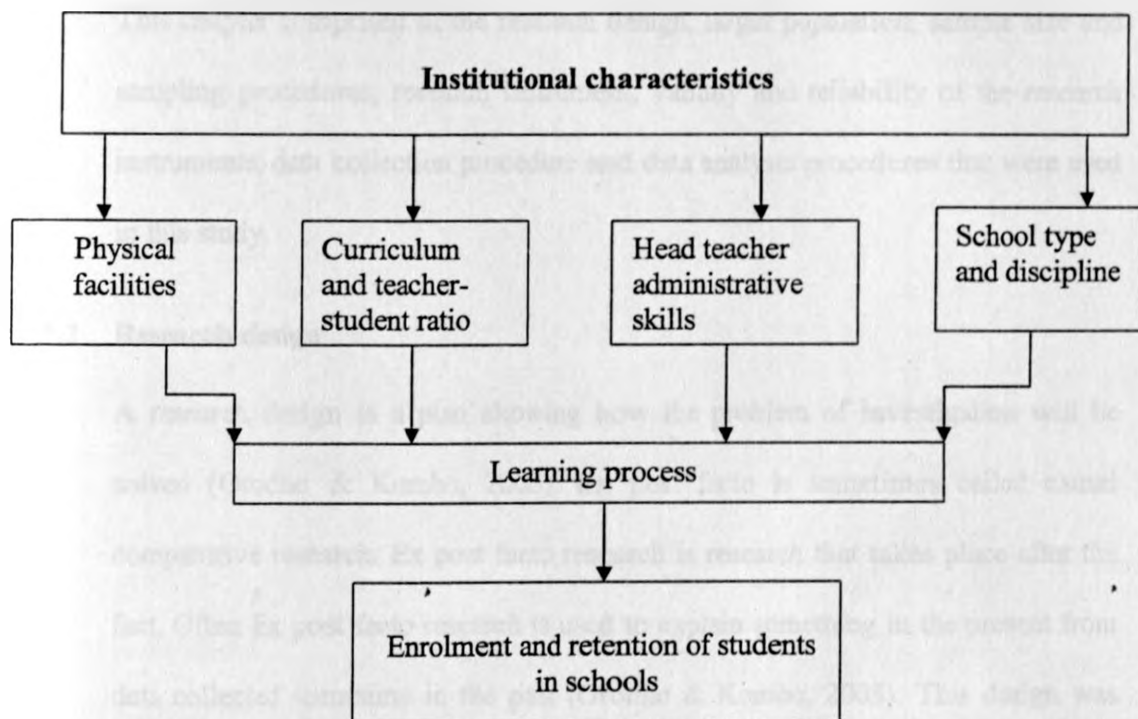 This chapter comprised of the research design, target population, sample size and
Institutional characteristics
sampling procedures, research instrument, validity and reliability of the research
instruments, data collection procedure and data analysis procedures that were used
in this study.
Physical
facilities
Curriculum
and teacher-
student ratio
Head teacher
administrative
skills
School type
and discipline
Research design
A research design is a plan showing how the problem of investigation will be
Learning process
solved (Orodho & Kombo, facto is sometimes called causal
comparative research. Ex post facto research is research that takes place after the
fact. Often Ex post facto research is used to explain something in the present from
Enrolment and retention of students
in schools
data collected sometime in the past (Orodho & Kombo, This design was